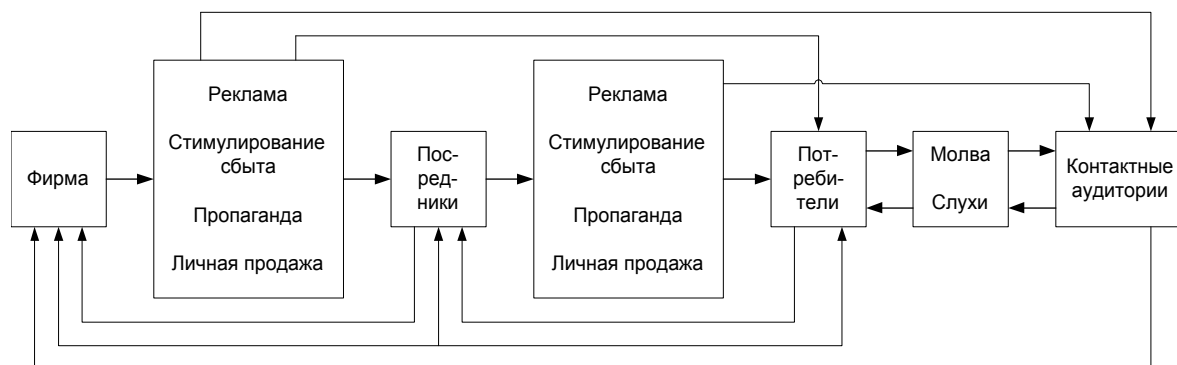 Фирма
Реклама
Стимулирование
сбыта
Пропаганда
Личная продажа
Пос-
ред-
ники
Реклама
Стимулирование
сбыта
Пропаганда
Личная продажа
Пот-
реби-
тели
Молва
Слухи
Контактные
аудитории